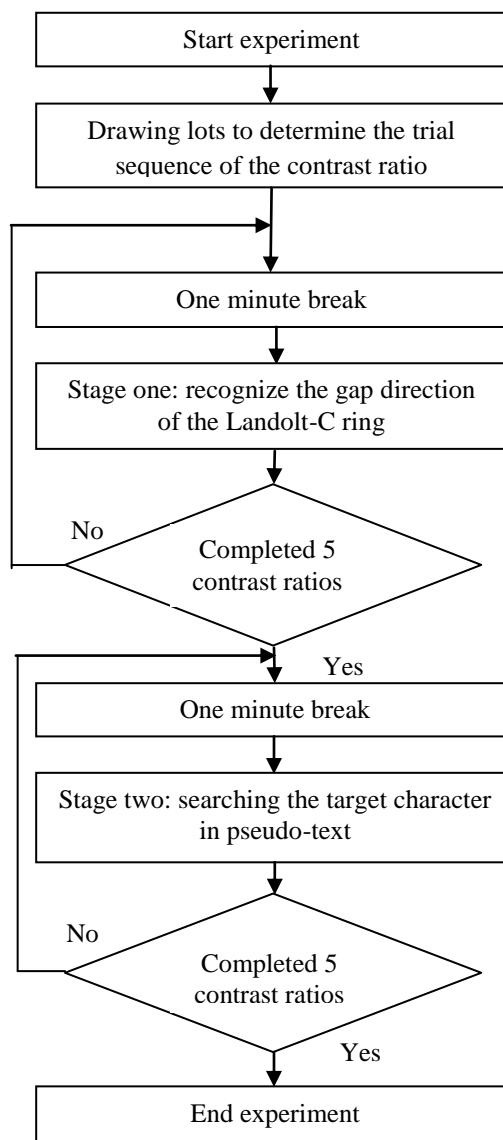 Start experiment
Drawing lots to determine the trial
sequence of the contrast ratio
One minute break
Stage one: recognize the gap direction
of the Landolt-C ring
No
Completed 5
contrast ratios
Yes
One minute break
Stage two: searching the target character
in pseudo-text
No
Completed 5
contrast ratios
Yes
End experiment